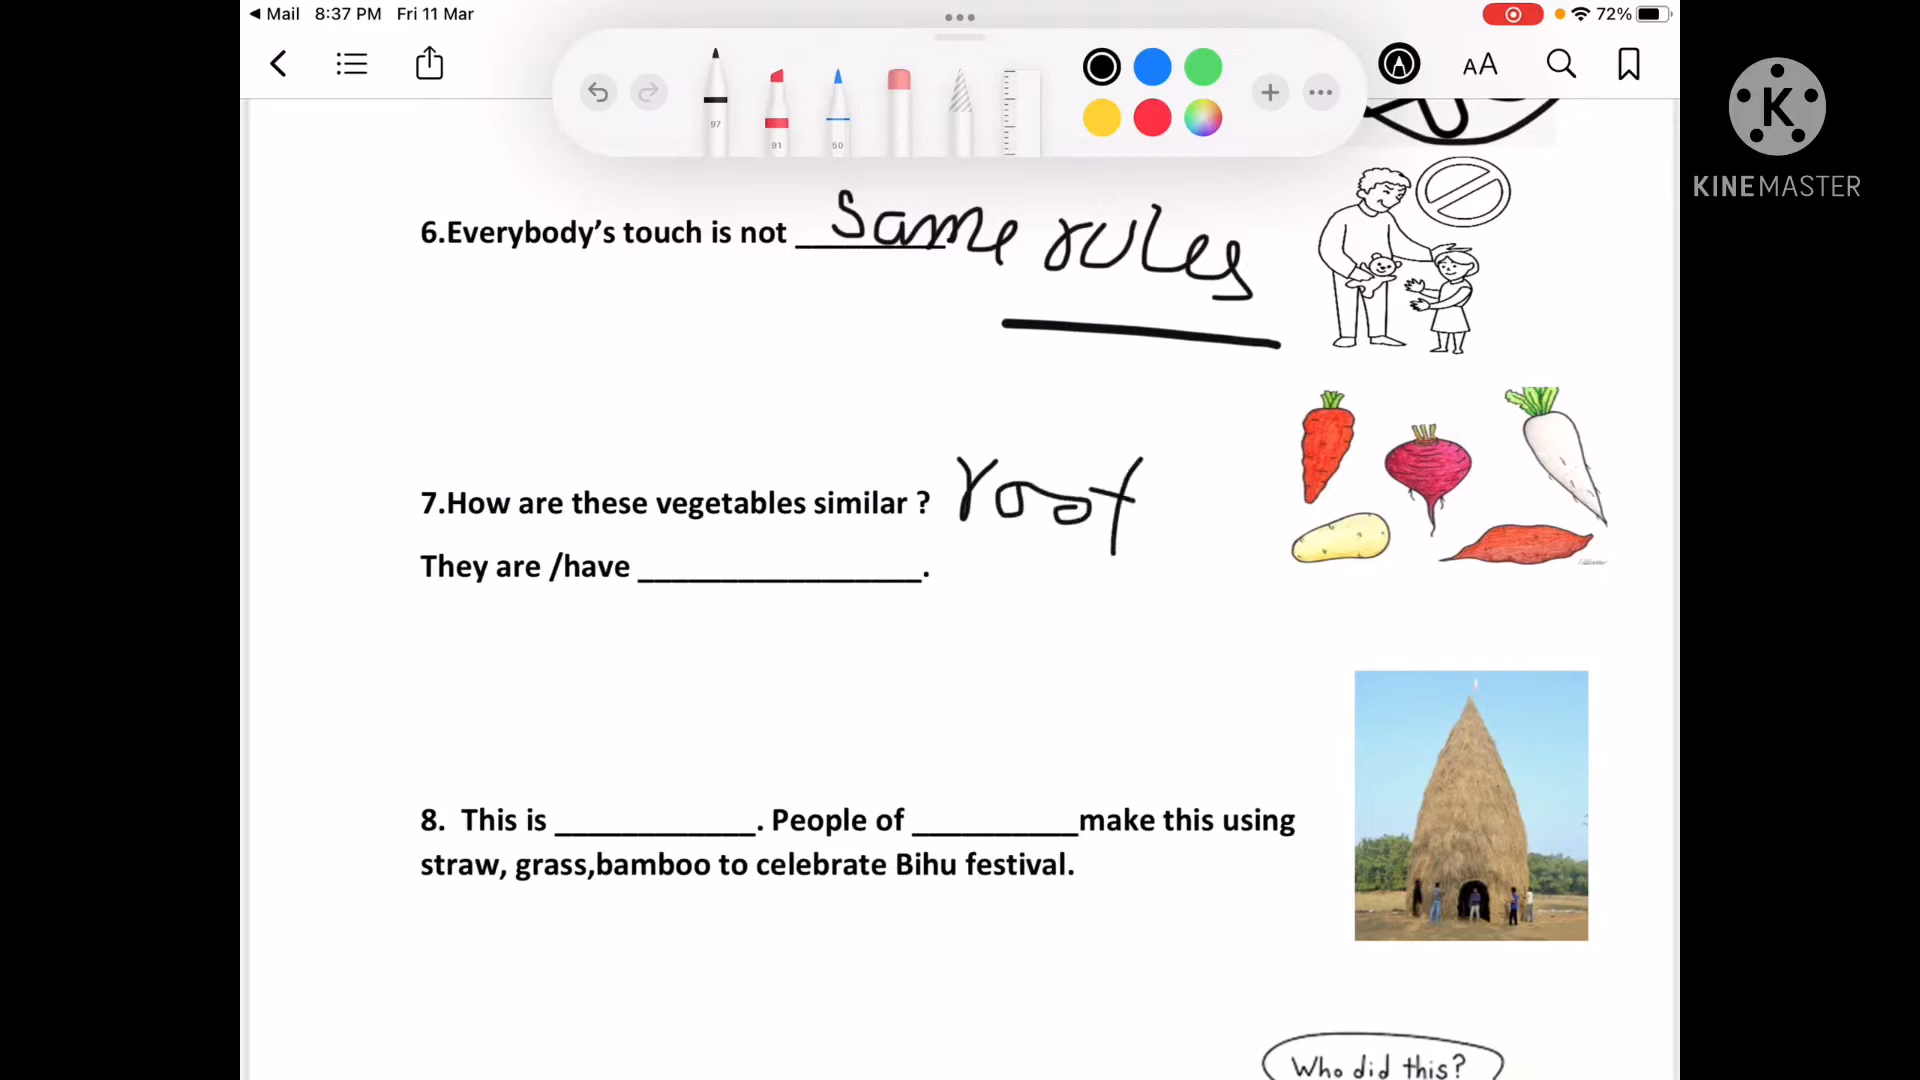 Mail 8:37 PM Fri 11 Mar
72%
AA
97
91
50
K
KINEMASTER
6.Everybody's touch is not __________ same rules
7.How are these vegetables similar ? root
They are /have _________________.
8. This is ____________. People of __________make this using
straw, grass,bamboo to celebrate Bihu festival.
Who did this?